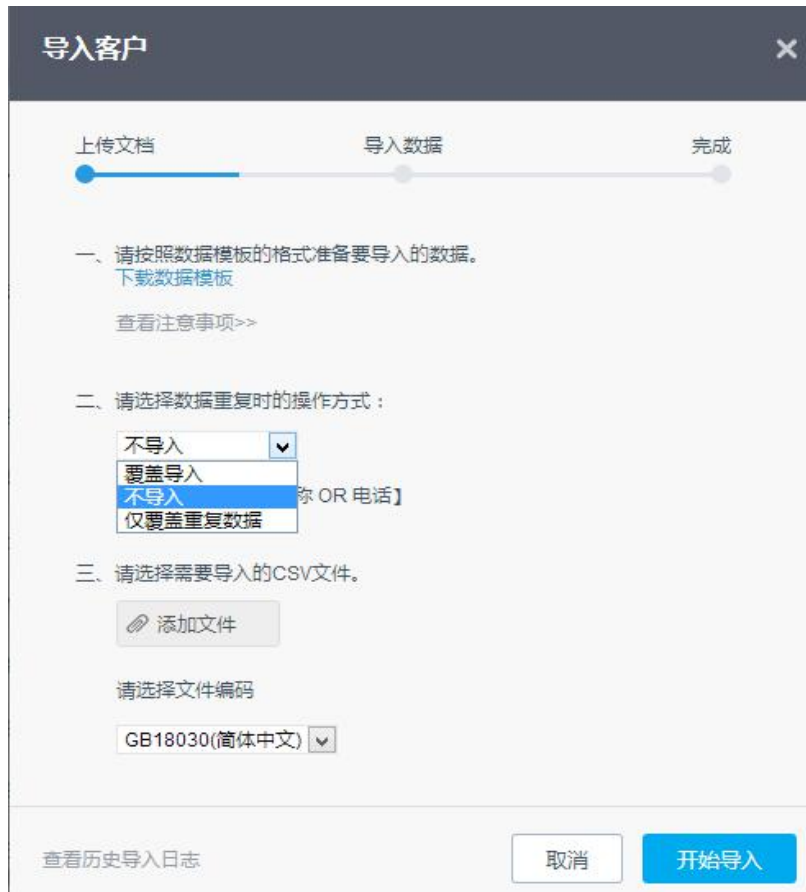 导入客户
上传文档
导入数据
完成
一、请按照数据模板的格式准备要导入的数据。
下载数据模板
查看注意事项>>
二、请选择数据重复时的操作方式：
不导入
覆盖导入
不导入
称 OR 电话】
仅覆盖重复数据
三、请选择需要导入的CSV文件。
添加文件
请选择文件编码
GB18030(简体中文)
查看历史导入日志
取消
开始导入